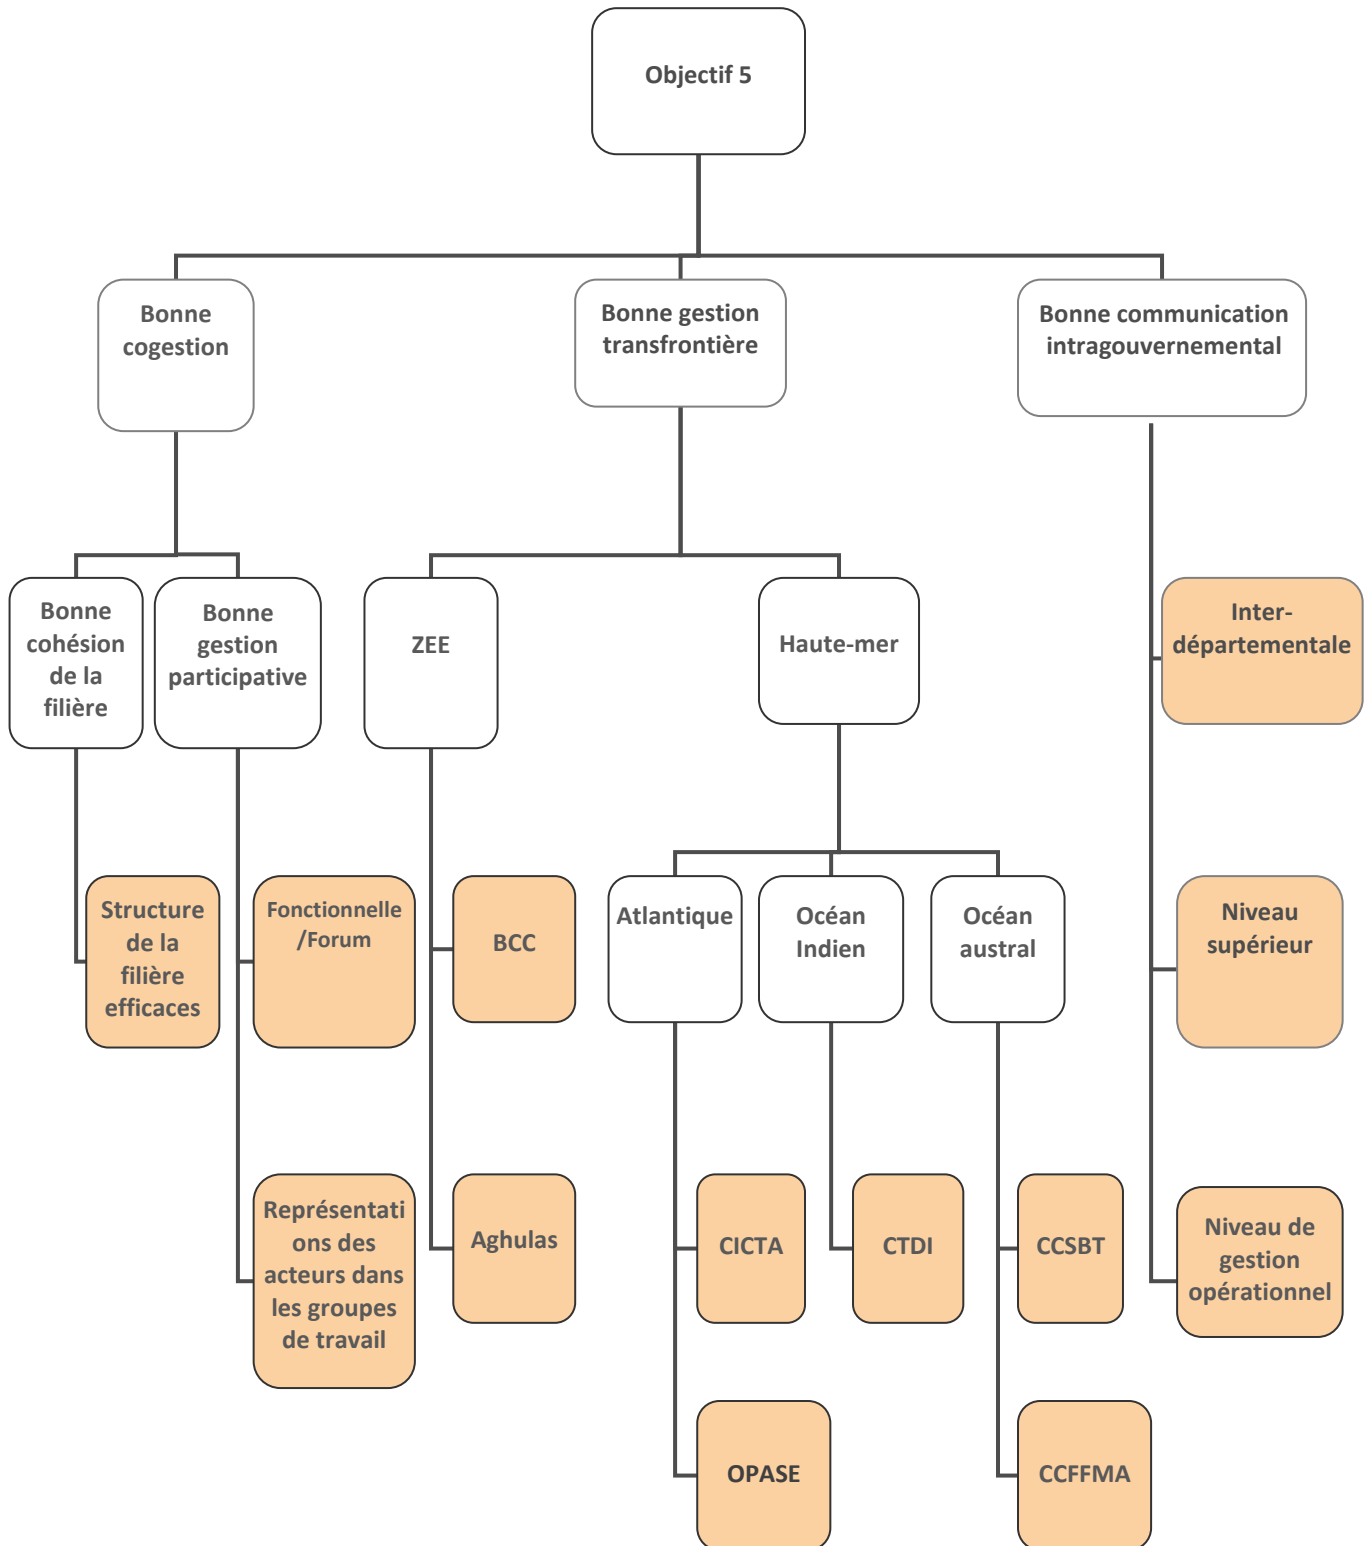 Objectif 5
Bonne
cogestion
Bonne gestion
transfrontière
Bonne communication
intragouvernemental
Bonne
cohésion
de la
filière
Bonne
gestion
participative
ZEE
Haute-mer
Inter-
départementale
Structure
de la
filière
efficaces
Fonctionnelle
/Forum
BCC
Atlantique
Océan
Indien
Océan
austral
Niveau
supérieur
Représentati
ons des
acteurs dans
les groupes
de travail
Aghulas
CICTA
CTDI
CCSBT
Niveau de
gestion
opérationnel
OPASE
CCFFMA